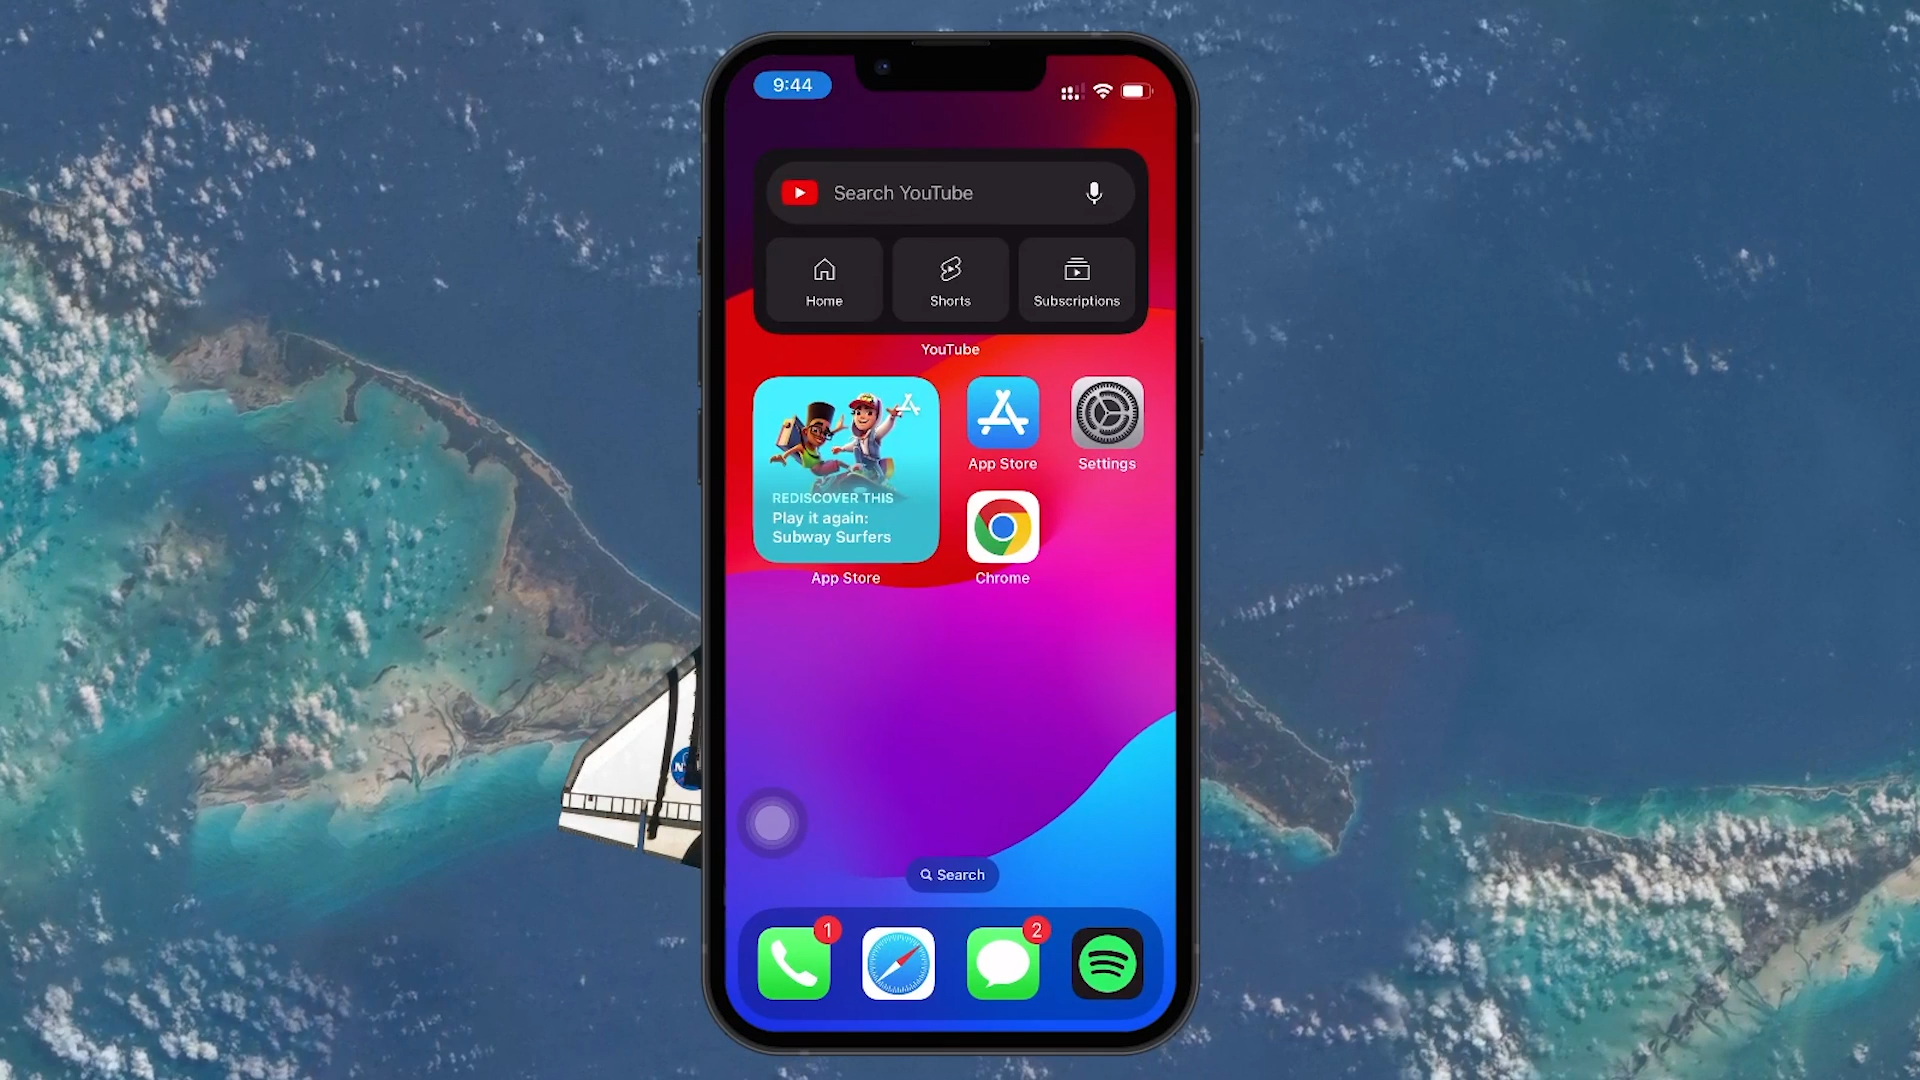 9:44
Search YouTube
Home
Shorts
Subscriptions
YouTube
REDISCOVER THIS
Play it again:
Subway Surfers
App Store
App Store
Settings
Chrome
Search
1
2